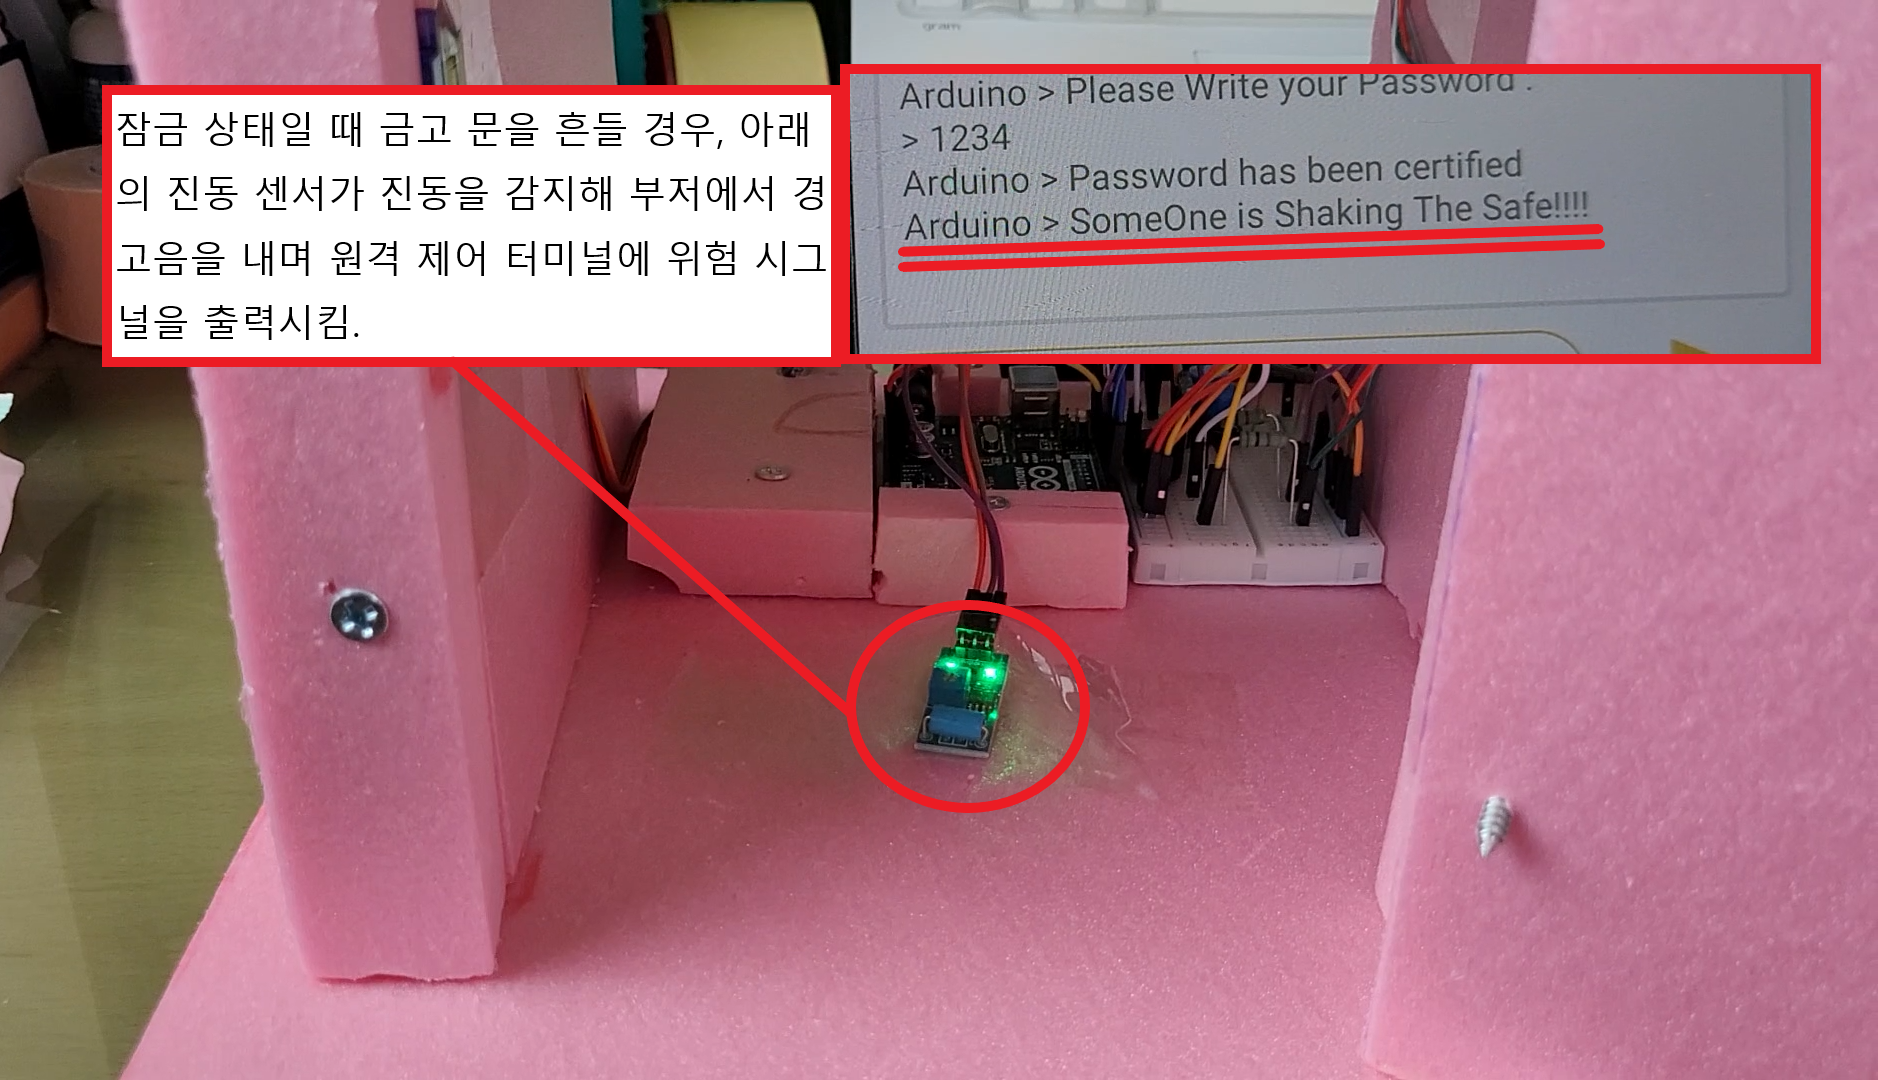 gram
잠금 상태일 때 금고 문을 흔들 경우, 아래
의 진동 센서가 진동을 감지해 부저에서 경
고음을 내며 원격 제어 터미널에 위험 시그
널을 출력시킴.
Arduino > Please Write your Password .
> 1234
Arduino > Password has been certified
Arduino > SomeOne is Shaking The Safe!!!!